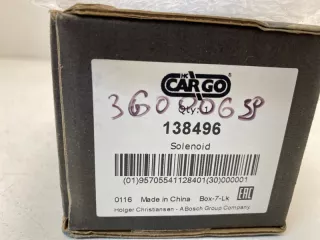 HC
CARGO
Qty: 1
138496
Solenoid
(01)95705541128401(30)000001
0116 Made in China Box-7-Lk
Holger Christiansen - A Bosch Group Company
EAC